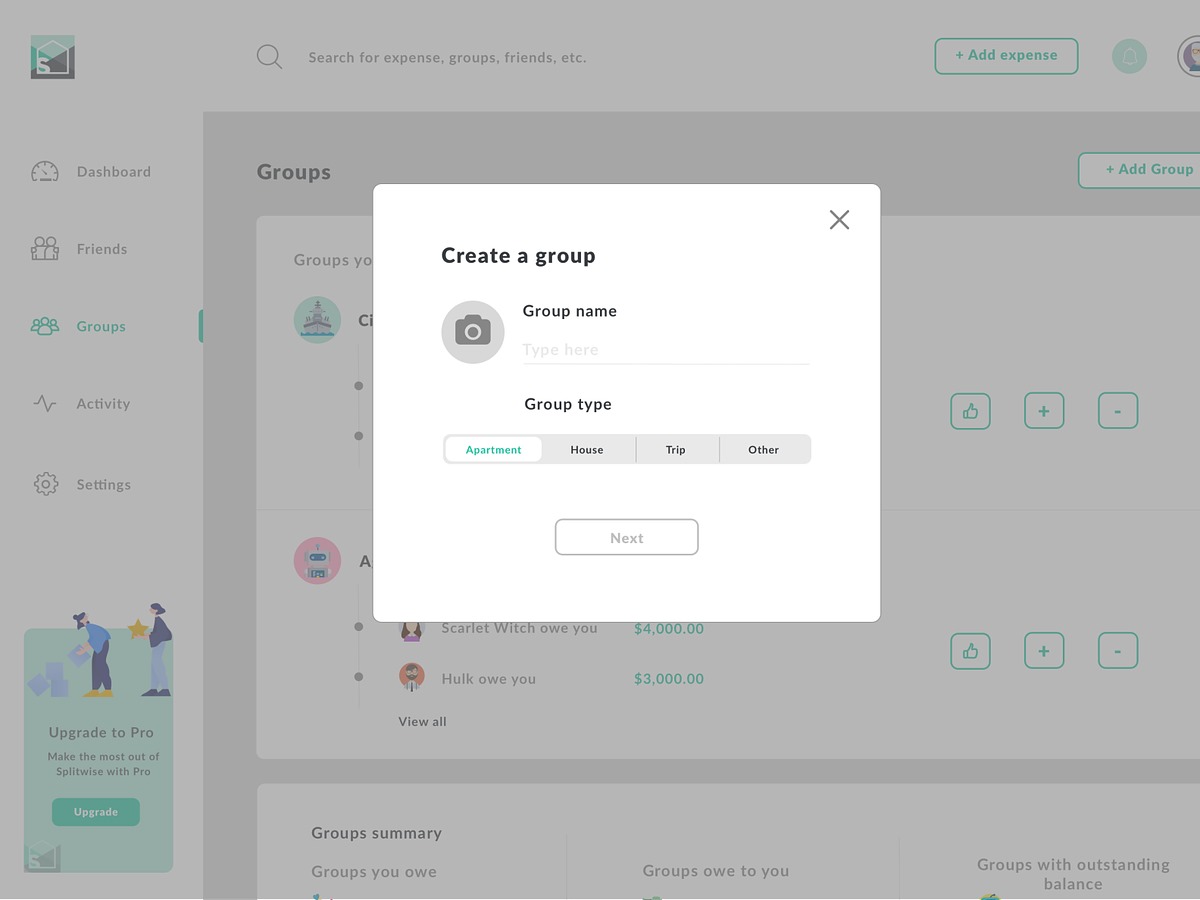 S
Search for expense, groups, friends, etc.
+ Add expense
Dashboard
Friends
Groups
Activity
Settings
Groups
+ Add Group
Groups yo
Ci
Create a group
Group name
Type here
Group type
Apartment House Trip Other
Next
+ -
A
Scarlet Witch owe you $4,000.00
Hulk owe you $3,000.00
View all
+ -
Upgrade to Pro
Make the most out of
Splitwise with Pro
Upgrade
S
Groups summary
Groups you owe
Groups owe to you
Groups with outstanding
balance